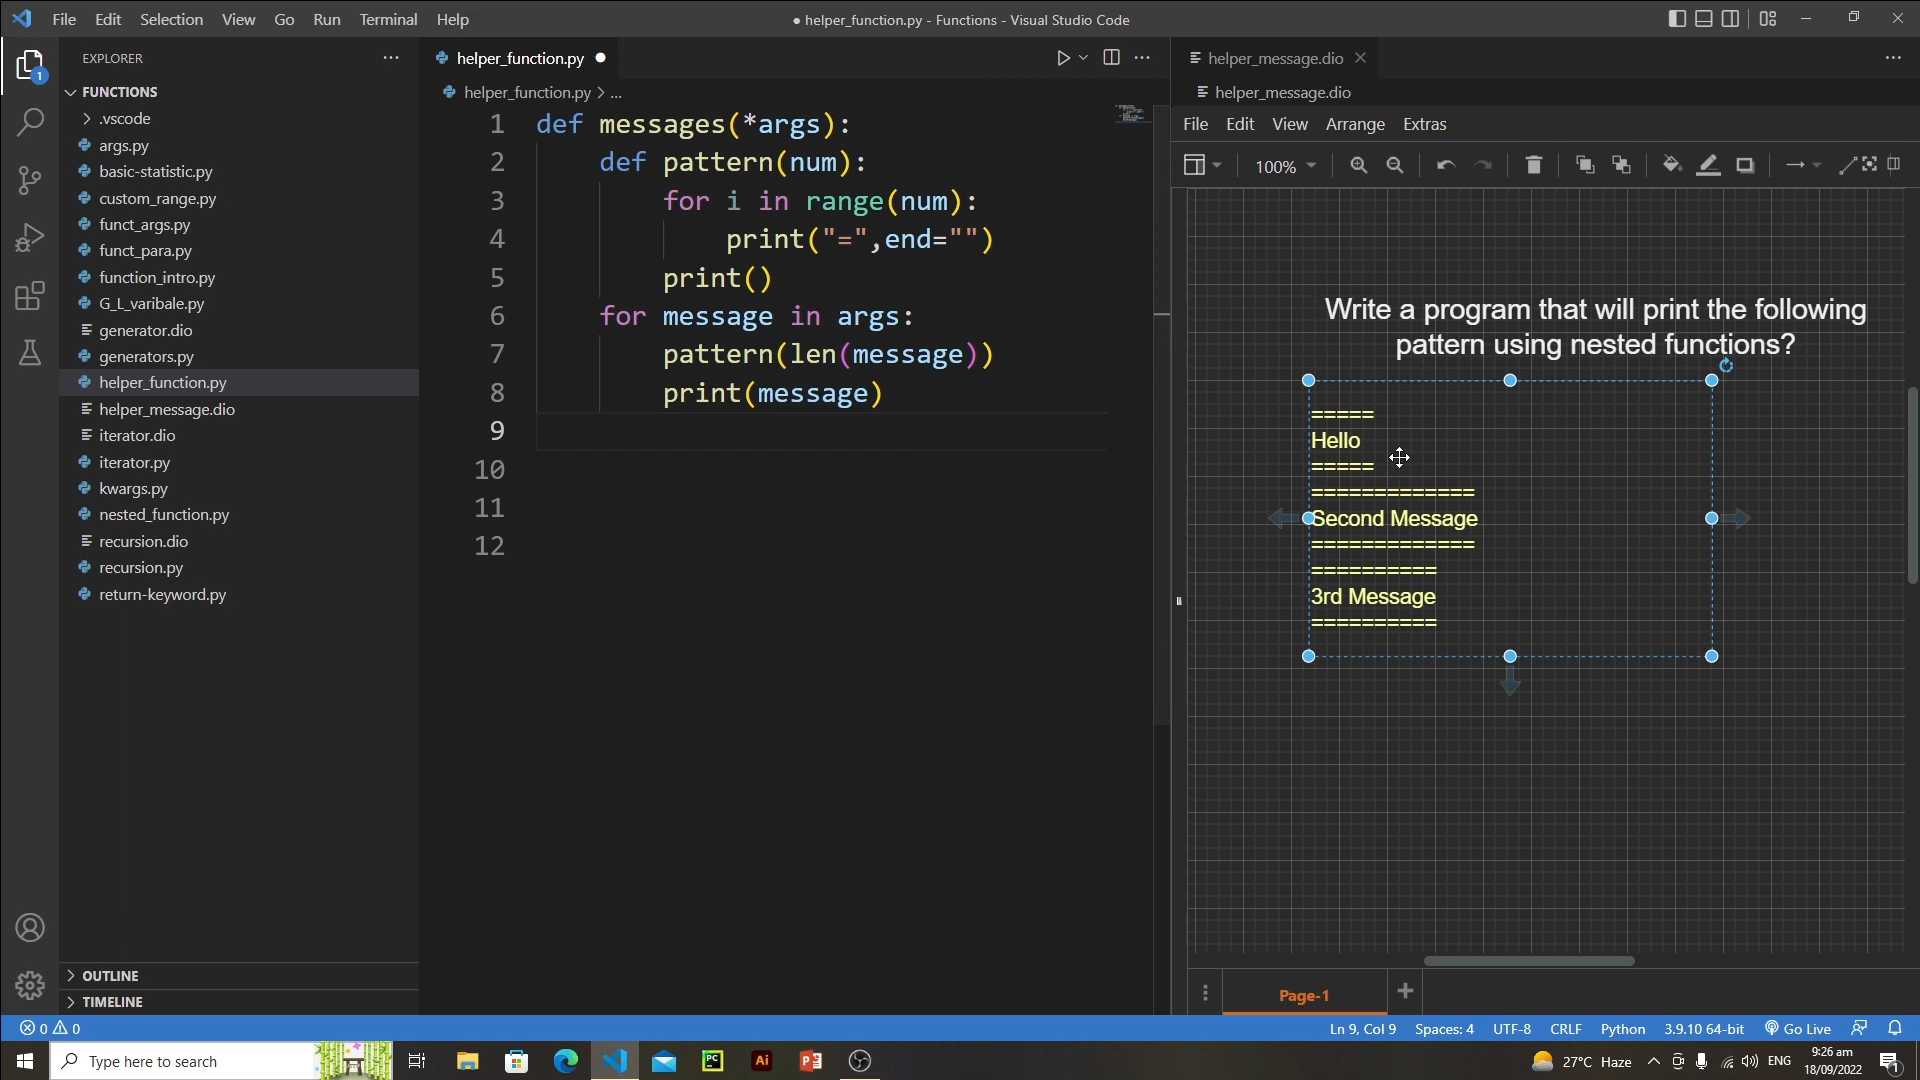 File Edit Selection View Go Run Terminal Help
● helper_function.py - Functions - Visual Studio Code
EXPLORER
FUNCTIONS
.vscode
args.py
basic-statistic.py
custom_range.py
funct_args.py
funct_para.py
function_intro.py
G_L_varibale.py
generator.dio
generators.py
helper_function.py
helper_message.dio
iterator.dio
iterator.py
kwargs.py
nested_function.py
recursion.dio
recursion.py
return-keyword.py
OUTLINE
TIMELINE
1
helper_function.py
helper_function.py > ...
1 def messages(*args):
2 def pattern(num):
3 for i in range(num):
4 print("=",end="")
5 print()
6 for message in args:
7 pattern(len(message))
8 print(message)
9
10
11
12
helper_message.dio
helper_message.dio
File Edit View Arrange Extras
100%
Write a program that will print the following
pattern using nested functions?
=====
Hello
=====
=============
Second Message
=============
==========
3rd Message
==========
Page-1
0 0
Ln 9, Col 9 Spaces: 4 UTF-8 CRLF Python 3.9.10 64-bit Go Live
Type here to search
PC Ai P
27°C Haze
ENG
9:26 am
18/09/2022
1